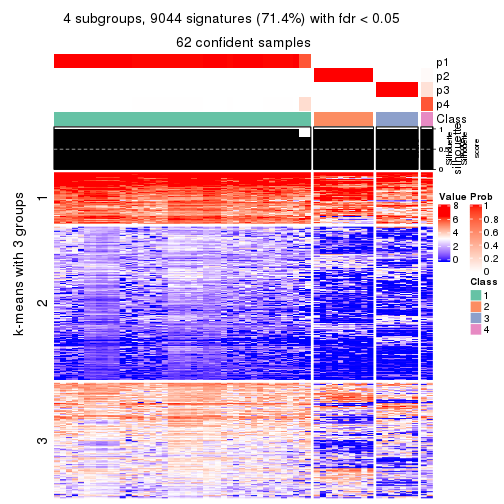 4 subgroups, 9044 signatures (71.4%) with fdr < 0.05
62 confident samples
p1
p2
p3
p4
Class
1
0.5
0
Silhouette
score
silhouette
k-means with 3 groups
1
2
3
Value
8
6
4
2
0
Prob
1
0.8
0.6
0.4
0.2
0
Class
1
2
3
4